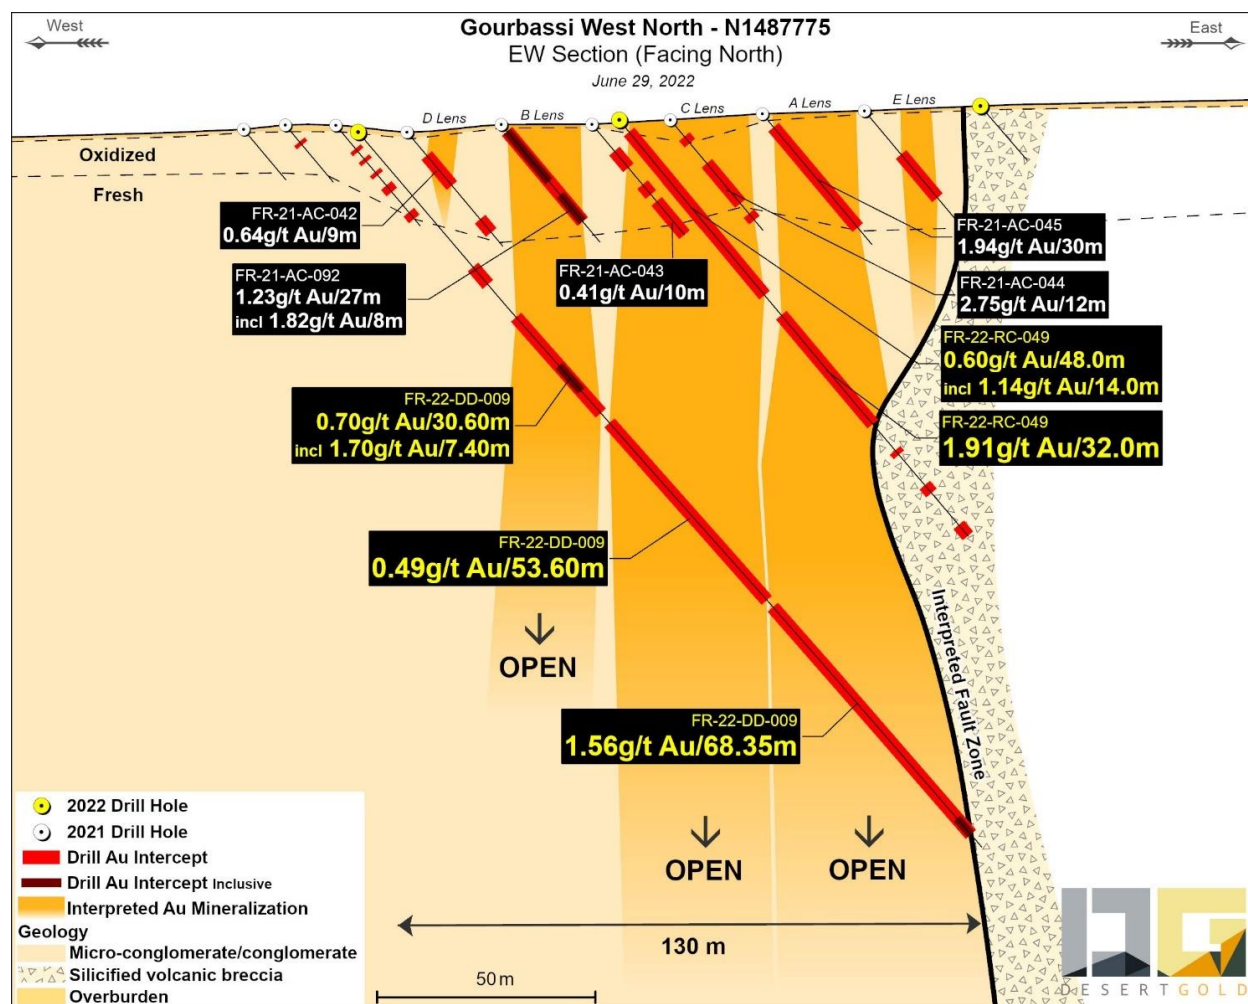 West
Gourbassi West North - N1487775
East
EW Section (Facing North)
June 29, 2022
D Lens
B Lens
C Lens
A Lens
E Lens
Oxidized
Fresh
FR-21-AC-042
0.64g/t Au/9m
FR-21-AC-092
1.23g/t Au/27m
incl 1.82g/t Au/8m
FR-21-AC-043
0.41g/t Au/10m
FR-21-AC-045
1.94g/t Au/30m
FR-21-AC-044
2.75g/t Au/12m
FR-22-RC-049
0.60g/t Au/48.0m
incl 1.14g/t Au/14.0m
FR-22-RC-049
1.91g/t Au/32.0m
FR-22-DD-009
0.70g/t Au/30.60m
incl 1.70g/t Au/7.40m
FR-22-DD-009
0.49g/t Au/53.60m
OPEN
Interpreted Fault Zone
FR-22-DD-009
1.56g/t Au/68.35m
OPEN
OPEN
130 m
50 m
2022 Drill Hole
2021 Drill Hole
Drill Au Intercept
Drill Au Intercept Inclusive
Interpreted Au Mineralization
Geology
Micro-conglomerate/conglomerate
Silicified volcanic breccia
Overburden
DG
DESERTGOLD